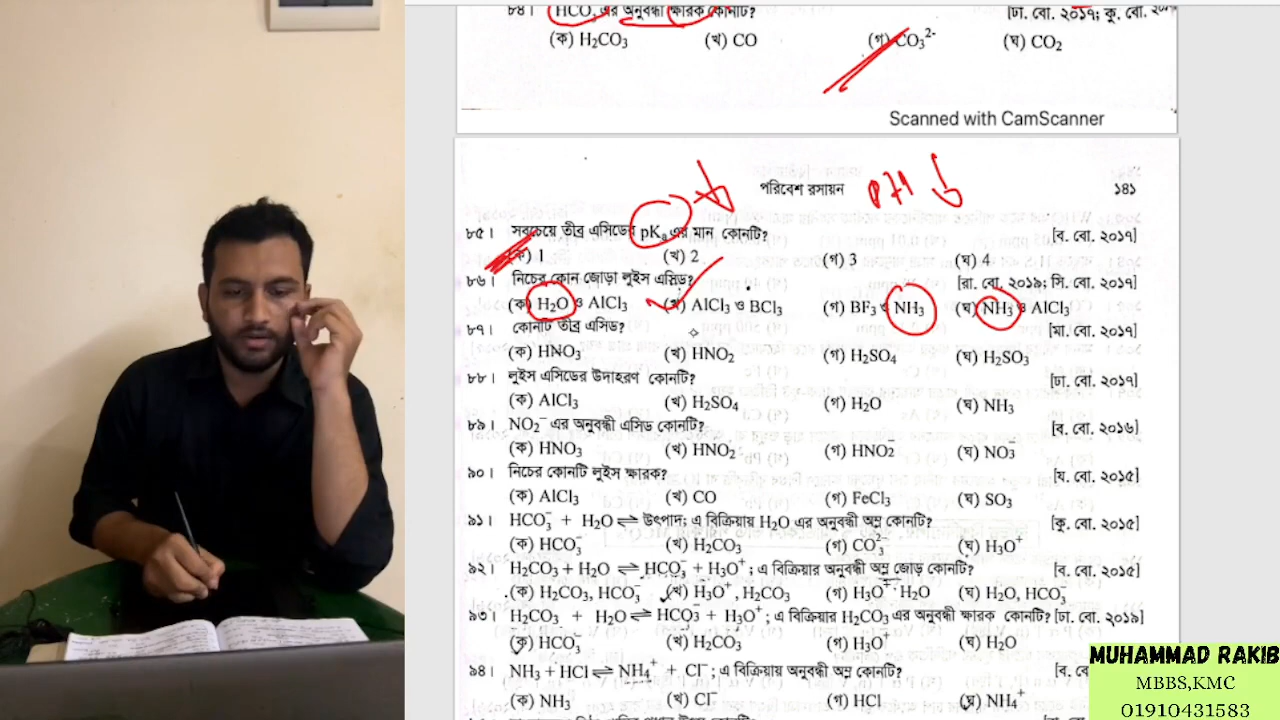 ৮৪। HCO₃ এর অনুবন্ধী ক্ষারক কোনটি? [ঢা. বো. ২০১৭; কু. বো.
(ক) H₂CO₃ (খ) CO (গ) CO₃²⁻ (ঘ) CO₂
Scanned with CamScanner
পরিবেশ রসায়ন ১৪১
৮৫। সবচেয়ে তীব্র এসিডের pKₐ এর মান কোনটি? [ব. বো. ২০১৭]
(ক) 1 (খ) 2 (গ) 3 (ঘ) 4
৮৬। নিচের কোন জোড়া লুইস এসিড? [রা. বো. ২০১৯; সি. বো. ২০১৭]
(ক) H₂O ও AlCl₃ (খ) AlCl₃ ও BCl₃ (গ) BF₃ ও NH₃ (ঘ) NH₃ ও AlCl₃
৮৭। কোনটি তীব্র এসিড? [মা. বো. ২০১৭]
(ক) HNO₃ (খ) HNO₂ (গ) H₂SO₄ (ঘ) H₂SO₃
৮৮। লুইস এসিডের উদাহরণ কোনটি? [ঢা. বো. ২০১৭]
(ক) AlCl₃ (খ) H₂SO₄ (গ) H₂O (ঘ) NH₃
৮৯। NO₂⁻ এর অনুবন্ধী এসিড কোনটি? [ব. বো. ২০১৬]
(ক) HNO₃ (খ) HNO₂ (গ) HNO₂⁻ (ঘ) NO₃⁻
৯০। নিচের কোনটি লুইস ক্ষারক? [য. বো. ২০১৫]
(ক) AlCl₃ (খ) CO (গ) FeCl₃ (ঘ) SO₃
৯১। HCO₃⁻ + H₂O ⇌ উৎপাদ; এ বিক্রিয়ায় H₂O এর অনুবন্ধী অম্ল কোনটি? [কু. বো. ২০১৫]
(ক) HCO₃⁻ (খ) H₂CO₃ (গ) CO₃²⁻ (ঘ) H₃O⁺
৯২। H₂CO₃ + H₂O ⇌ HCO₃⁻ + H₃O⁺; এ বিক্রিয়ার অনুবন্ধী অম্ল জোড় কোনটি? [ব. বো. ২০১৫]
(ক) H₂CO₃, HCO₃⁻ (খ) H₃O⁺, H₂CO₃ (গ) H₃O⁺ H₂O (ঘ) H₂O, HCO₃⁻
৯৩। H₂CO₃ + H₂O ⇌ HCO₃⁻ + H₃O⁺; এ বিক্রিয়ার H₂CO₃ এর অনুবন্ধী ক্ষারক কোনটি? [ঢা. বো. ২০১৯]
(ক) HCO₃⁻ (খ) H₂CO₃ (গ) H₃O⁺ (ঘ) H₂O
৯৪। NH₃ + HCl ⇌ NH₄⁺ + Cl⁻; এ বিক্রিয়ায় অনুবন্ধী অম্ল কোনটি? [ব. বো.
(ক) NH₃ (খ) Cl⁻ (গ) HCl (ঘ) NH₄⁺
MUHAMMAD RAKIB
MBBS,KMC
01910431583